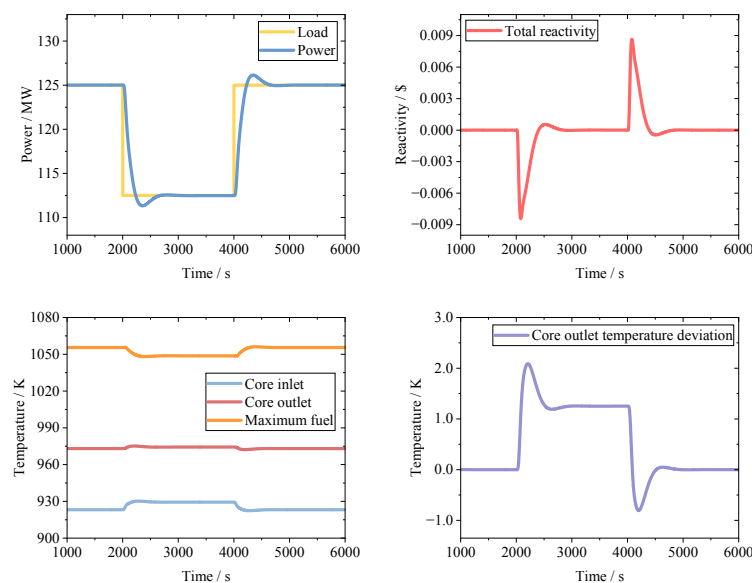 Load
Power
Power / MW
130
125
120
115
110
1000 2000 3000 4000 5000 6000
Time / s
Total reactivity
Reactivity / $
0.009
0.006
0.003
0.000
−0.003
−0.006
−0.009
1000 2000 3000 4000 5000 6000
Time / s
Core inlet
Core outlet
Maximum fuel
Temperature / K
1080
1050
1020
990
960
930
900
1000 2000 3000 4000 5000 6000
Time / s
Core outlet temperature deviation
Temperature / K
3.0
2.0
1.0
0.0
−1.0
1000 2000 3000 4000 5000 6000
Time / s